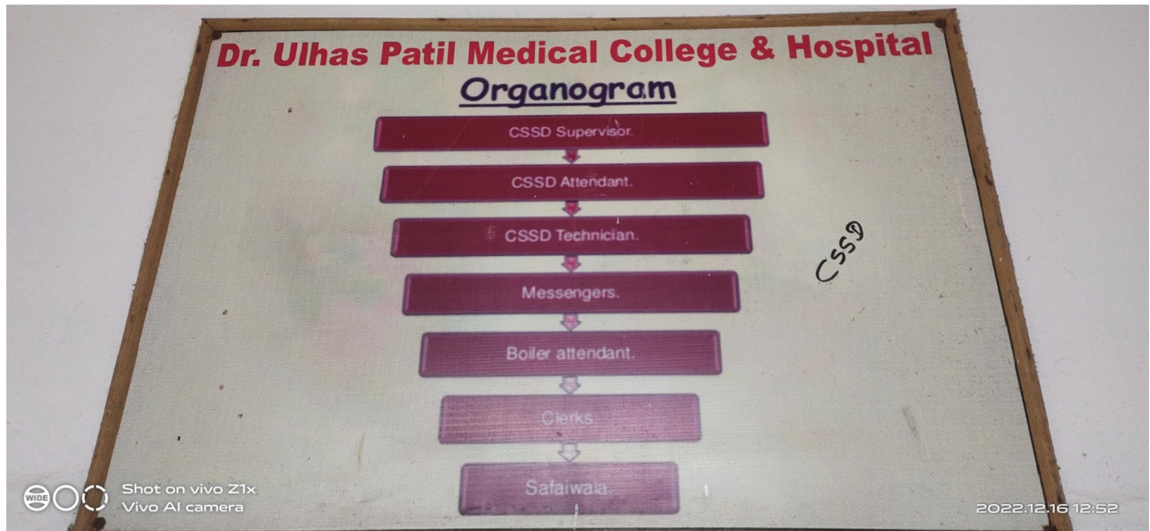 Dr. Ulhas Patil Medical College & Hospital
Organogram
CSSD Supervisor.
CSSD Attendant.
CSSD Technician.
CSSD
Messengers.
Boiler attendant.
Clerks
Safaiwala.
WIDE
Shot on vivo Z1x
Vivo AI camera
2022.12.16 12:52